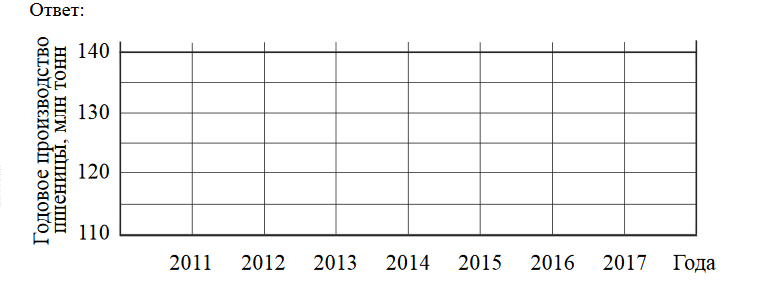 Ответ:
Годовое производство
пшеницы, млн тонн
140
130
120
110
2011 2012 2013 2014 2015 2016 2017 Года